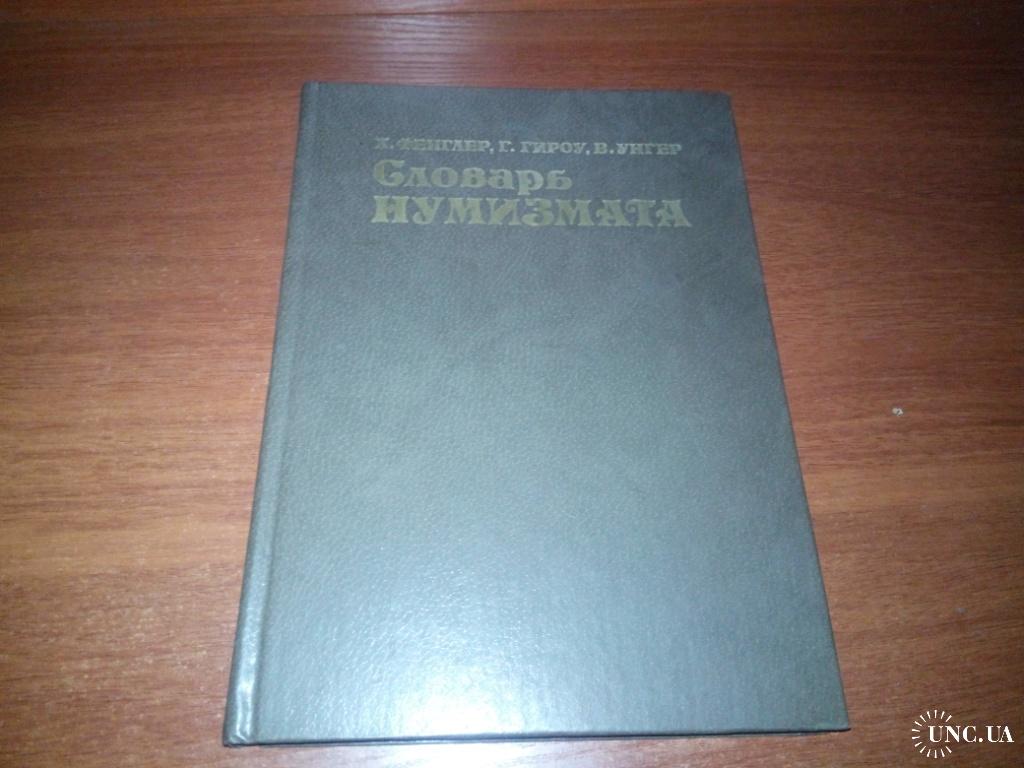 Х. ФЕНГЛЕР, Г. ГИРОУ, В. УНГЕР
Словарь
НУМИЗМАТА
UNC.UA